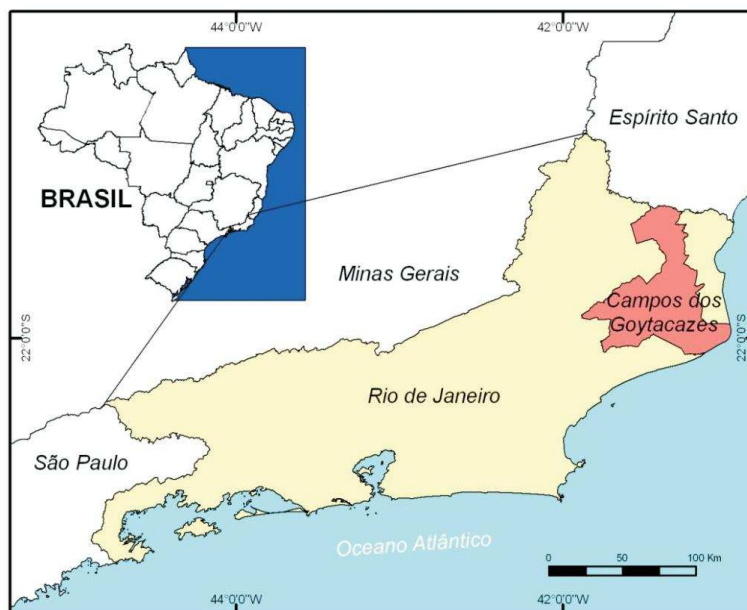 44°0'0"W 42°0'0"W
Espírito Santo
BRASIL
Minas Gerais
Campos dos
Goytacazes
22°0'0"S 22°0'0"S
Rio de Janeiro
São Paulo
Oceano Atlântico
0 50 100 Km
44°0'0"W 42°0'0"W